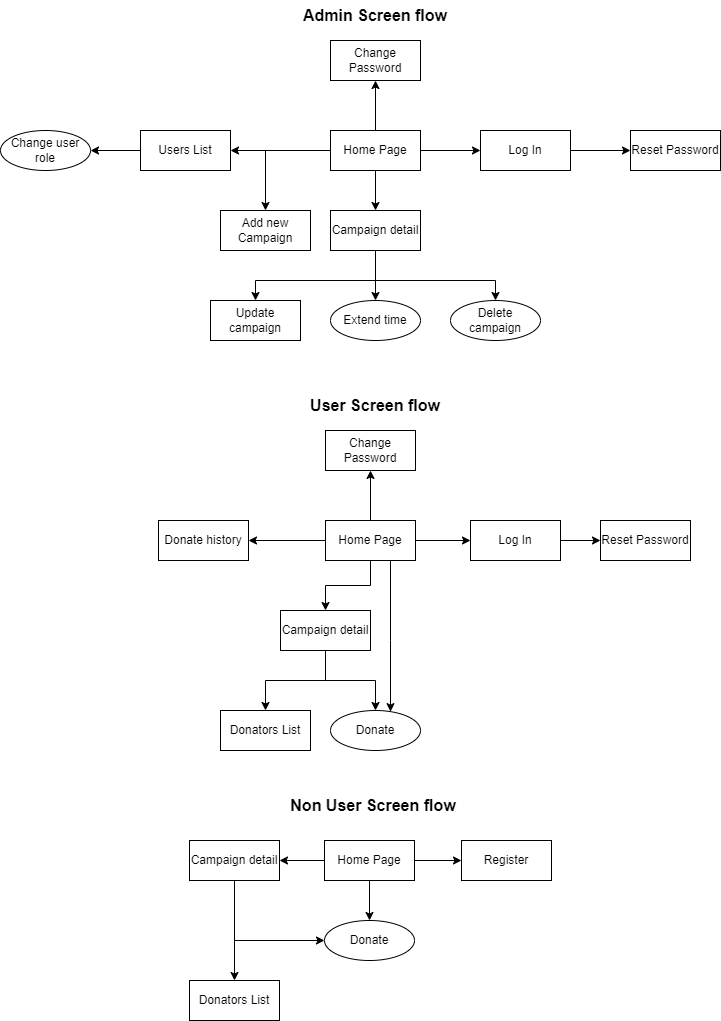 Admin Screen flow
Change
Password
Change user
role
Users List
Home Page
Log In
Reset Password
Add new
Campaign
Campaign detail
Update
campaign
Extend time
Delete
campaign
User Screen flow
Change
Password
Donate history
Home Page
Log In
Reset Password
Campaign detail
Donators List
Donate
Non User Screen flow
Campaign detail
Home Page
Register
Donate
Donators List